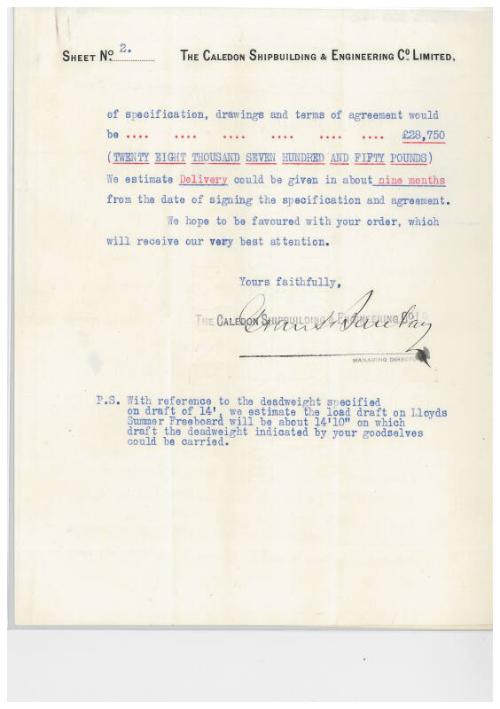 SHEET No. 2. THE CALEDON SHIPBUILDING & ENGINEERING Co. LIMITED.
of specification, drawings and terms of agreement would
be .... .... .... .... .... .... £28,750
(TWENTY EIGHT THOUSAND SEVEN HUNDRED AND FIFTY POUNDS)
We estimate Delivery could be given in about nine months
from the date of signing the specification and agreement.
We hope to be favoured with your order, which
will receive our very best attention.
Yours faithfully,
THE CALEDON SHIPBUILDING & ENGINEERING Co. LD
MANAGING DIRECTOR
P.S. With reference to the deadweight specified
on draft of 14', we estimate the load draft on Lloyds
Summer Freeboard will be about 14'10" on which
draft the deadweight indicated by your goodselves
could be carried.